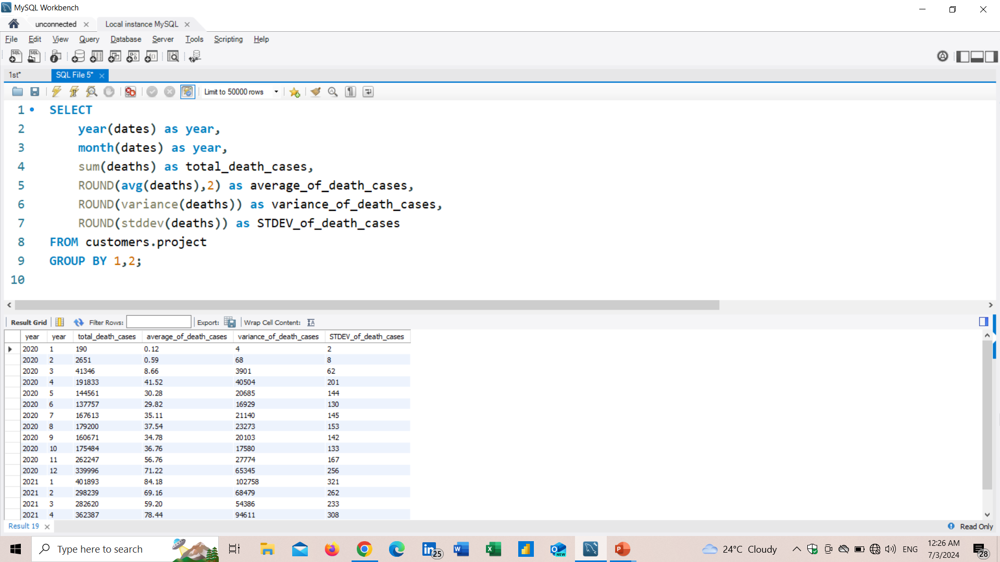 MySQL Workbench
unconnected
Local instance MySQL
File Edit View Query Database Server Tools Scripting Help
1st*
SQL File 5*
Limit to 50000 rows
1 SELECT
2 year(dates) as year,
3 month(dates) as year,
4 sum(deaths) as total_death_cases,
5 ROUND(avg(deaths),2) as average_of_death_cases,
6 ROUND(variance(deaths)) as variance_of_death_cases,
7 ROUND(stddev(deaths)) as STDEV_of_death_cases
8 FROM customers.project
9 GROUP BY 1,2;
10
Result Grid Filter Rows: Export: Wrap Cell Content:
year year total_death_cases average_of_death_cases variance_of_death_cases STDEV_of_death_cases
2020 1 190 0.12 4 2
2020 2 2651 0.59 68 8
2020 3 41346 8.66 3901 62
2020 4 191833 41.52 40504 201
2020 5 144561 30.28 20685 144
2020 6 137757 29.82 16929 130
2020 7 167613 35.11 21140 145
2020 8 179200 37.54 23273 153
2020 9 160671 34.78 20103 142
2020 10 175484 36.76 17580 133
2020 11 262247 56.76 27774 167
2020 12 339996 71.22 65345 256
2021 1 401893 84.18 102758 321
2021 2 298239 69.16 68479 262
2021 3 282620 59.20 54386 233
2021 4 362387 78.44 94611 308
Result 19
Read Only
Type here to search
25
NEW
24°C Cloudy
ENG
12:26 AM
7/3/2024
28